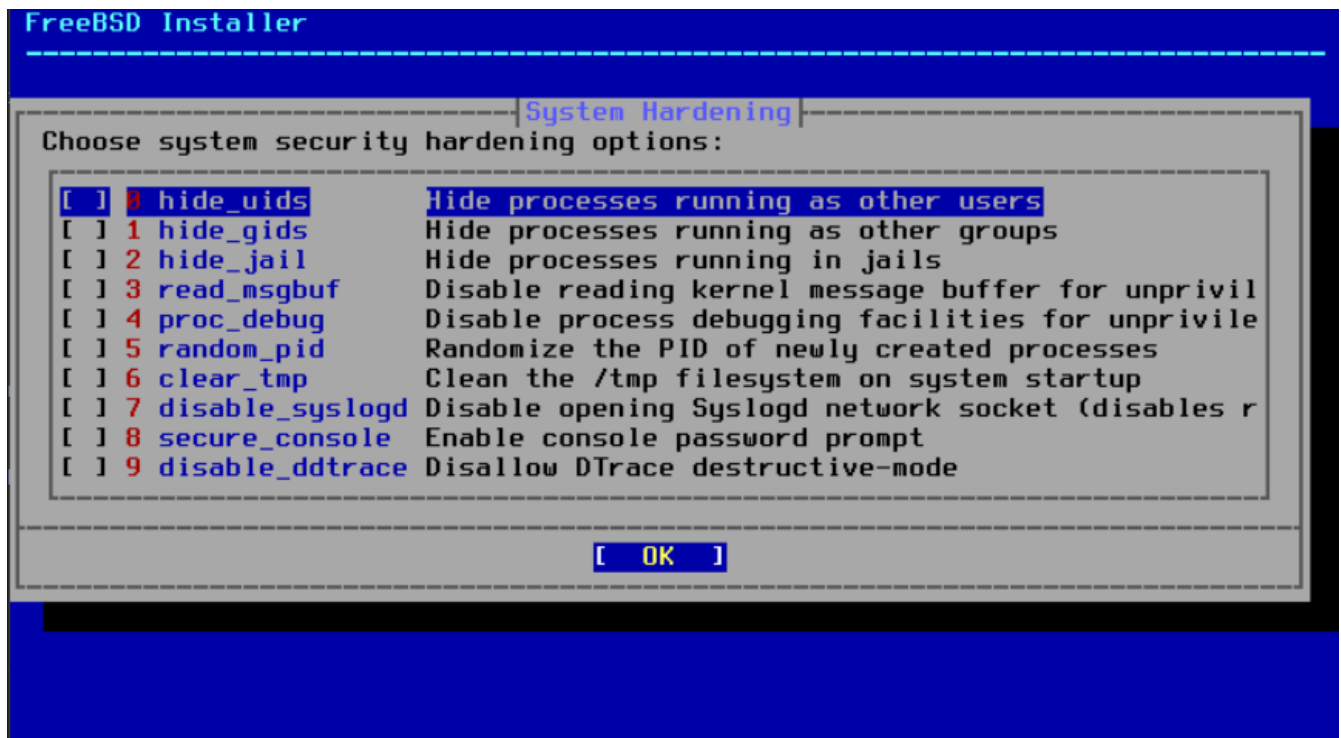 FreeBSD Installer
System Hardening
Choose system security hardening options:
[ ] 0 hide_uids Hide processes running as other users
[ ] 1 hide_gids Hide processes running as other groups
[ ] 2 hide_jail Hide processes running in jails
[ ] 3 read_msgbuf Disable reading kernel message buffer for unprivil
[ ] 4 proc_debug Disable process debugging facilities for unprivile
[ ] 5 random_pid Randomize the PID of newly created processes
[ ] 6 clear_tmp Clean the /tmp filesystem on system startup
[ ] 7 disable_syslogd Disable opening Syslogd network socket (disables r
[ ] 8 secure_console Enable console password prompt
[ ] 9 disable_ddtrace Disallow DTrace destructive-mode
[ OK ]